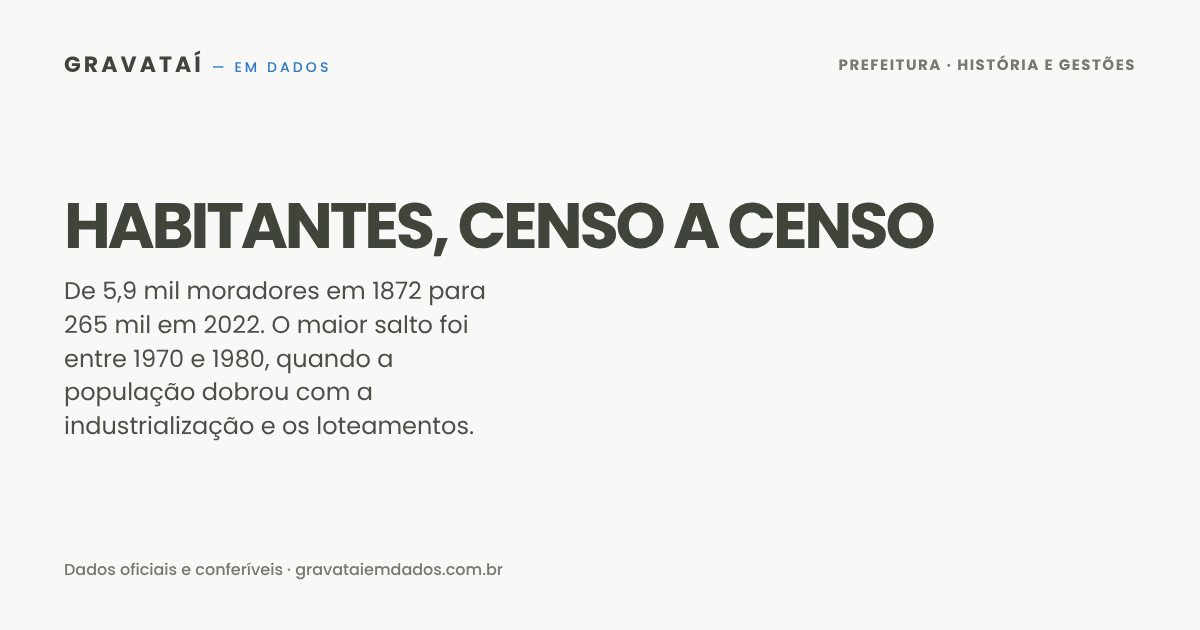 GRAVATAÍ — EM DADOS
PREFEITURA · HISTÓRIA E GESTÕES
HABITANTES, CENSO A CENSO
De 5,9 mil moradores em 1872 para
265 mil em 2022. O maior salto foi
entre 1970 e 1980, quando a
população dobrou com a
industrialização e os loteamentos.
Dados oficiais e conferíveis · gravataiemdados.com.br